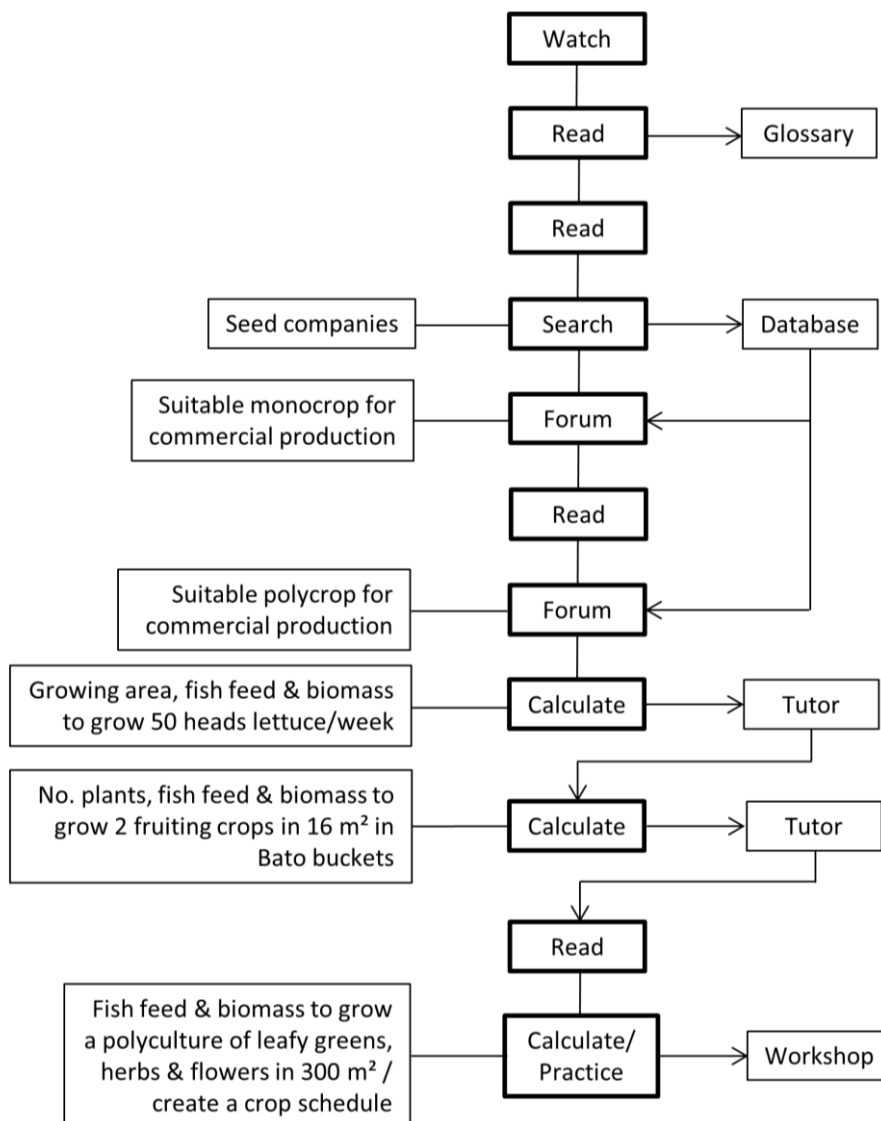 Watch
Read
Glossary
Read
Seed companies
Search
Database
Suitable monocrop for
commercial production
Forum
Read
Suitable polycrop for
commercial production
Forum
Growing area, fish feed & biomass
to grow 50 heads lettuce/week
Calculate
Tutor
No. plants, fish feed & biomass to
grow 2 fruiting crops in 16 m² in
Bato buckets
Calculate
Tutor
Read
Fish feed & biomass to grow
a polyculture of leafy greens,
herbs & flowers in 300 m² /
create a crop schedule
Calculate/
Practice
Workshop